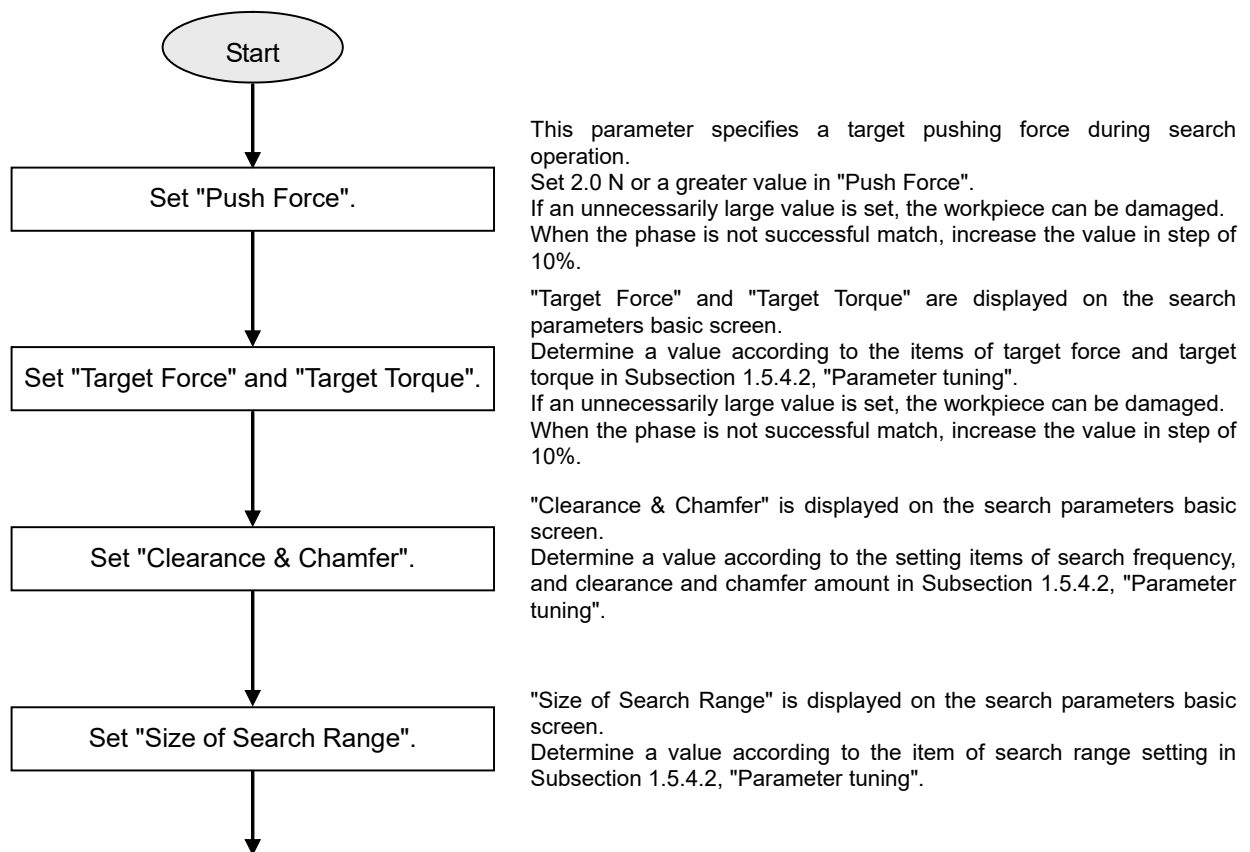 Start
This parameter specifies a target pushing force during search
operation.
Set "Push Force".
Set 2.0 N or a greater value in "Push Force".
If an unnecessarily large value is set, the workpiece can be damaged.
When the phase is not successful match, increase the value in step of
10%.
"Target Force" and "Target Torque" are displayed on the search
parameters basic screen.
Set "Target Force" and "Target Torque".
Determine a value according to the items of target force and target
torque in Subsection 1.5.4.2, "Parameter tuning".
If an unnecessarily large value is set, the workpiece can be damaged.
When the phase is not successful match, increase the value in step of
10%.
"Clearance & Chamfer" is displayed on the search parameters basic
screen.
Set "Clearance & Chamfer".
Determine a value according to the setting items of search frequency,
and clearance and chamfer amount in Subsection 1.5.4.2, "Parameter
tuning".
"Size of Search Range" is displayed on the search parameters basic
screen.
Set "Size of Search Range".
Determine a value according to the item of search range setting in
Subsection 1.5.4.2, "Parameter tuning".